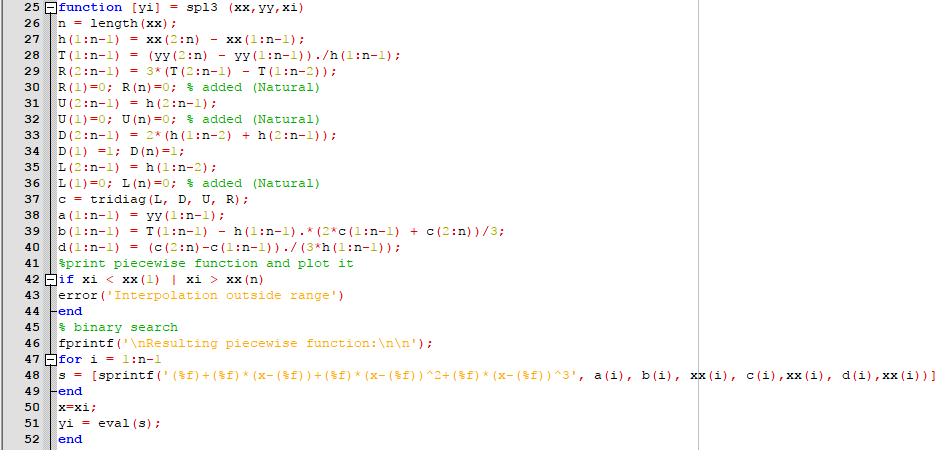 25 function [yi] = spl3 (xx,yy,xi)
26 n = length(xx);
27 h(1:n-1) = xx(2:n) - xx(1:n-1);
28 T(1:n-1) = (yy(2:n) - yy(1:n-1))./h(1:n-1);
29 R(2:n-1) = 3*(T(2:n-1) - T(1:n-2));
30 R(1)=0; R(n)=0; % added (Natural)
31 U(2:n-1) = h(2:n-1);
32 U(1)=0; U(n)=0; % added (Natural)
33 D(2:n-1) = 2*(h(1:n-2) + h(2:n-1));
34 D(1) =1; D(n)=1;
35 L(2:n-1) = h(1:n-2);
36 L(1)=0; L(n)=0; % added (Natural)
37 c = tridiag(L, D, U, R);
38 a(1:n-1) = yy(1:n-1);
39 b(1:n-1) = T(1:n-1) - h(1:n-1).*(2*c(1:n-1) + c(2:n))/3;
40 d(1:n-1) = (c(2:n)-c(1:n-1))./(3*h(1:n-1));
41 %print piecewise function and plot it
42 if xi < xx(1) | xi > xx(n)
43 error('Interpolation outside range')
44 end
45 % binary search
46 fprintf('\nResulting piecewise function:\n\n');
47 for i = 1:n-1
48 s = [sprintf('(%f)+(%f)*(x-(%f))+(%f)*(x-(%f))^2+(%f)*(x-(%f))^3', a(i), b(i), xx(i), c(i),xx(i), d(i),xx(i))]
49 end
50 x=xi;
51 yi = eval(s);
52 end